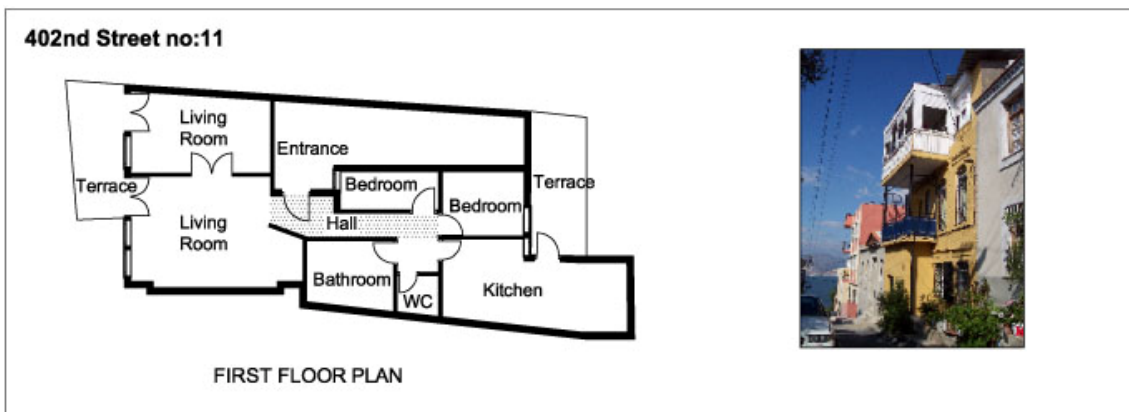 402nd Street no:11
Living
Room
Entrance
Terrace
Bedroom
Bedroom
Terrace
Living
Room
Hall
Bathroom
WC
Kitchen
FIRST FLOOR PLAN